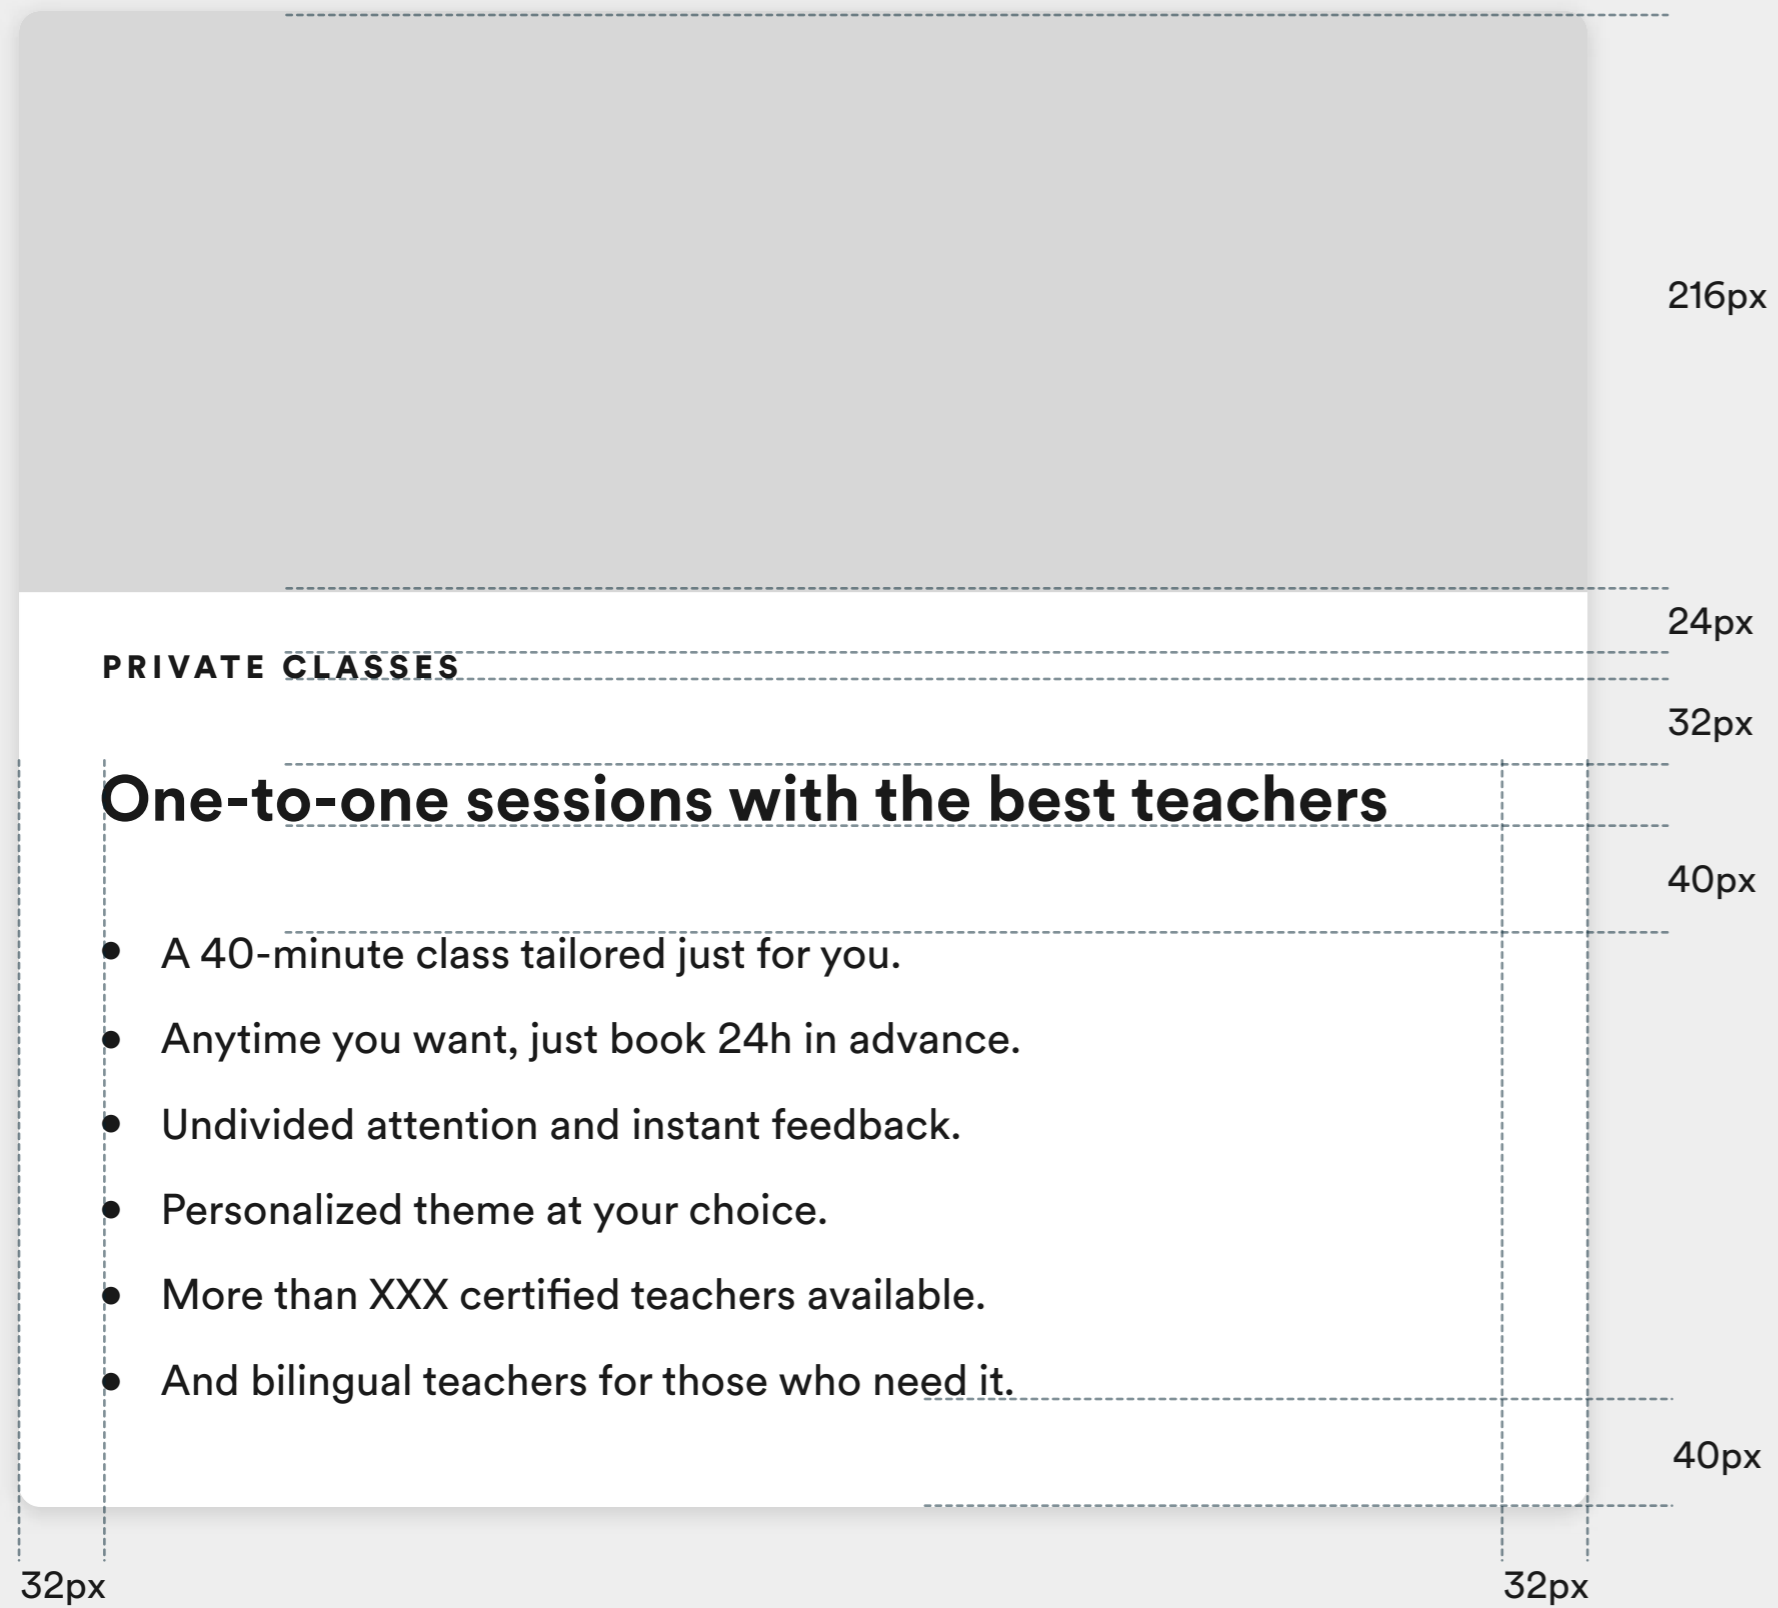 216px
24px
PRIVATE CLASSES
32px
One-to-one sessions with the best teachers
40px
A 40-minute class tailored just for you.
Anytime you want, just book 24h in advance.
Undivided attention and instant feedback.
Personalized theme at your choice.
More than XXX certified teachers available.
And bilingual teachers for those who need it.
40px
32px
32px